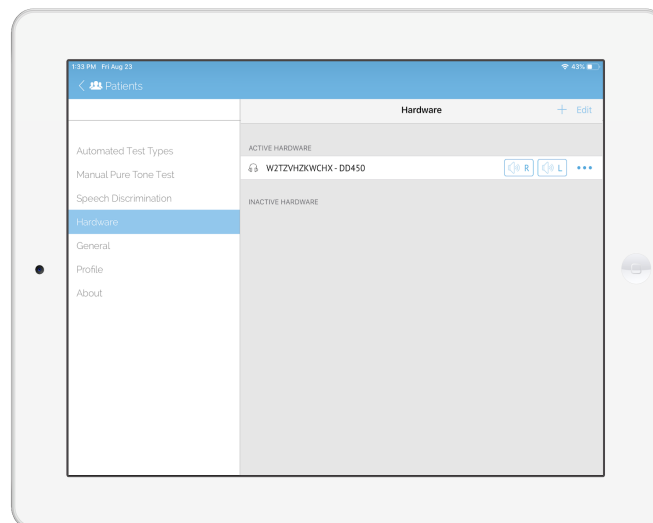 1:33 PM Fri Aug 23
43%
Patients
Hardware
Edit
Automated Test Types
Manual Pure Tone Test
Speech Discrimination
Hardware
General
Profile
About
ACTIVE HARDWARE
W2TZVHZKWCHX - DD450
R
L
INACTIVE HARDWARE